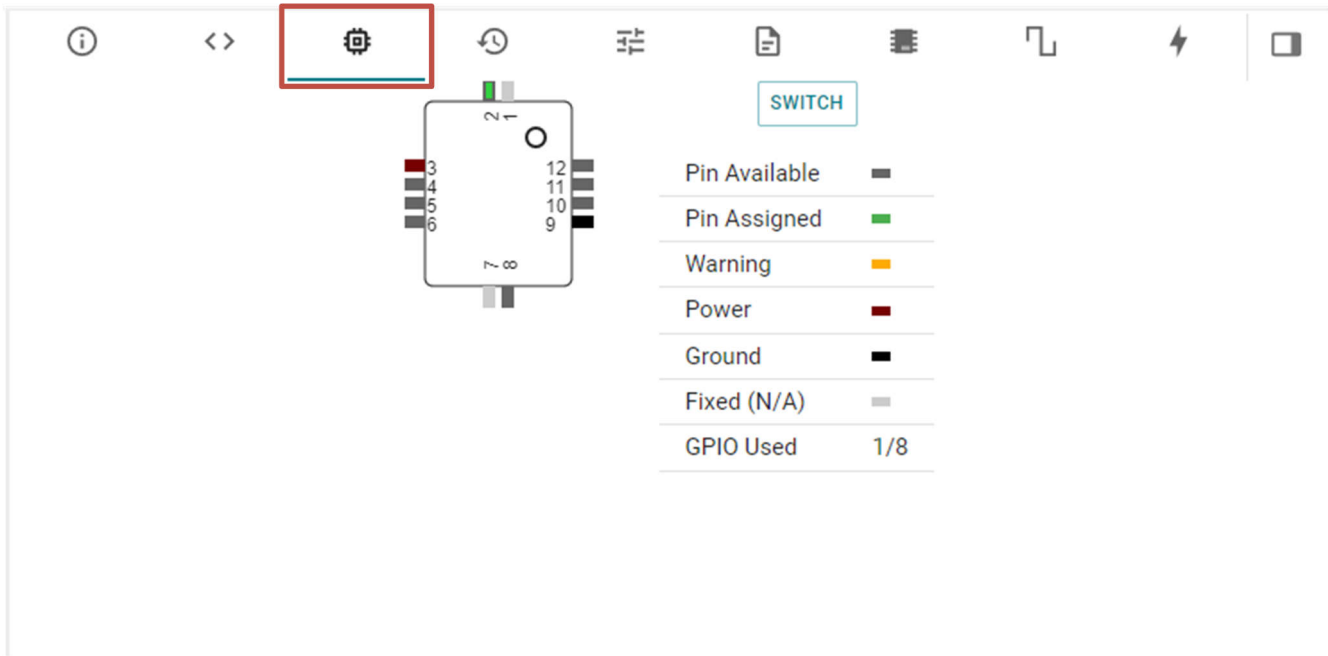 SWITCH
2 1
3 12
4 11
5 10
6 9
7 8
Pin Available
Pin Assigned
Warning
Power
Ground
Fixed (N/A)
GPIO Used 1/8